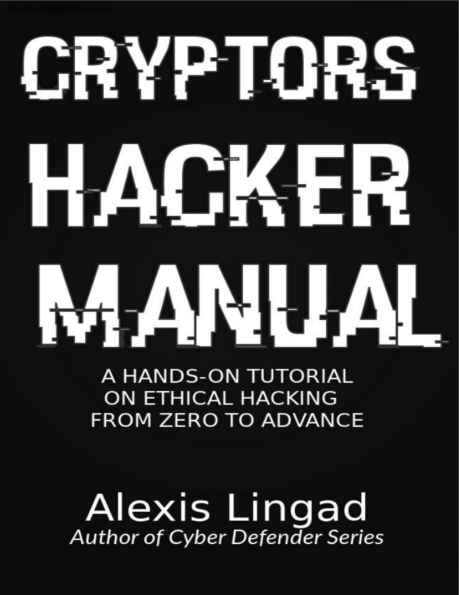 CRYPTORS
HACKER
MANUAL
A HANDS-ON TUTORIAL
ON ETHICAL HACKING
FROM ZERO TO ADVANCE
Alexis Lingad
Author of Cyber Defender Series